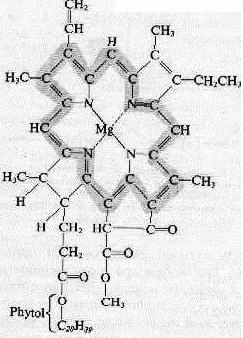 CH₂
CH H CH₃
C C C
H₃C—C C C C—CH₂CH₃
C—N N=C
HC Mg CH
C—N N—C
H₃C—C C C C—CH₃
H C C C C
H CH₂ HC C=O
CH₂ C=O
C=O O
O CH₃
Phytol C₂₀H₃₉